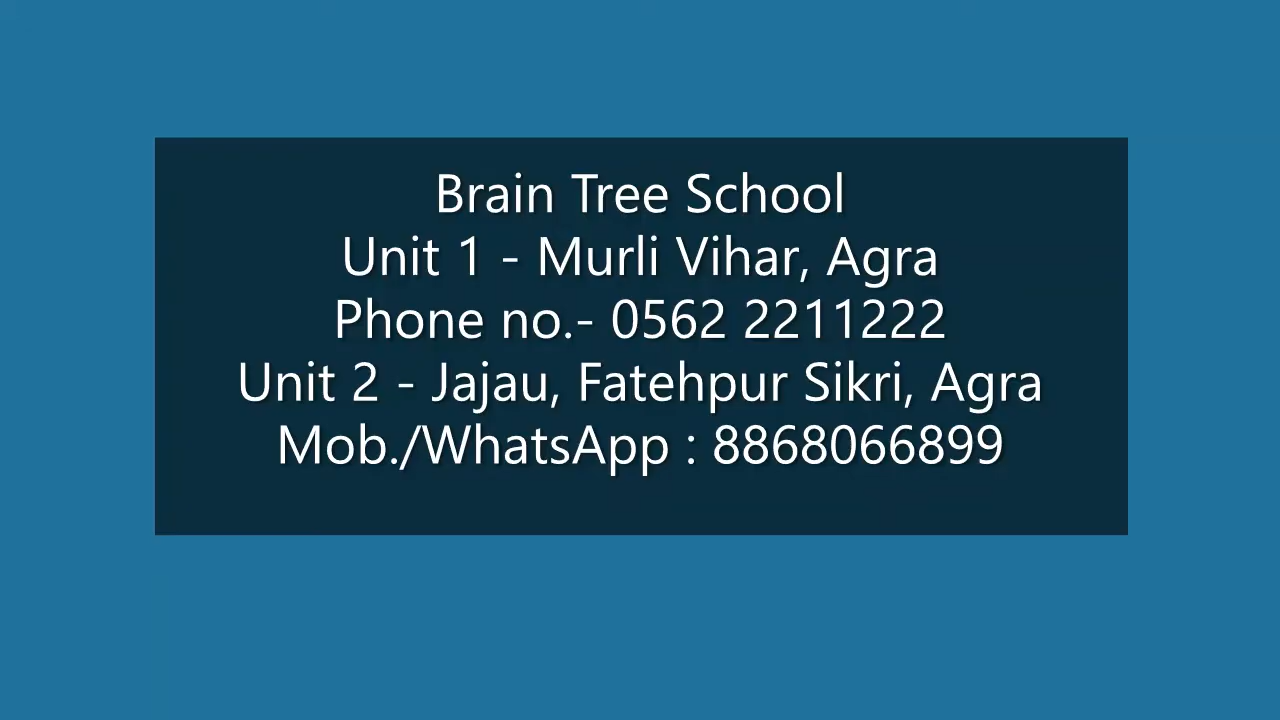 Brain Tree School
Unit 1 - Murli Vihar, Agra
Phone no.- 0562 2211222
Unit 2 - Jajau, Fatehpur Sikri, Agra
Mob./WhatsApp : 8868066899